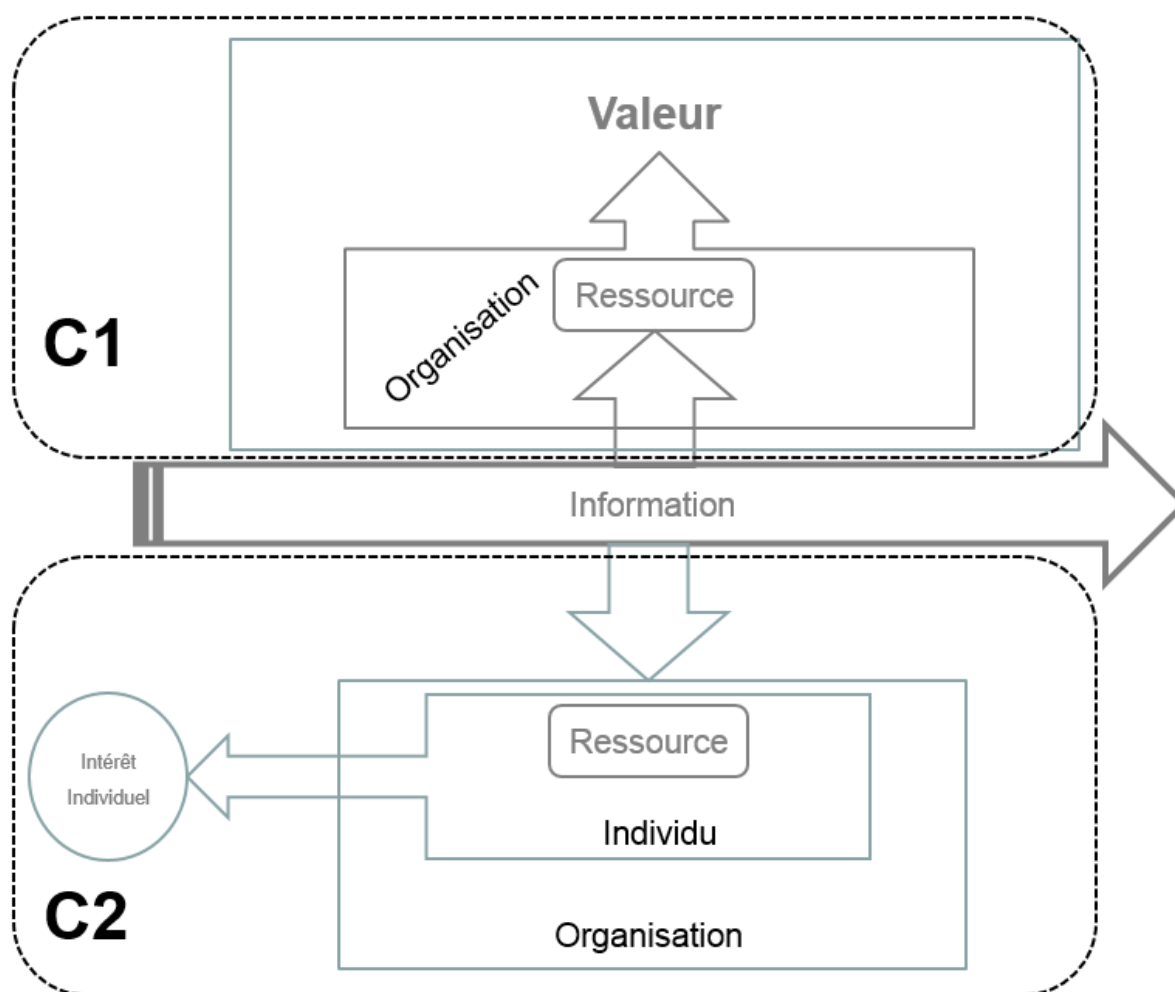 Valeur
Organisation
Ressource
C1
Information
Ressource
Intérêt
Individuel
Individu
C2
Organisation